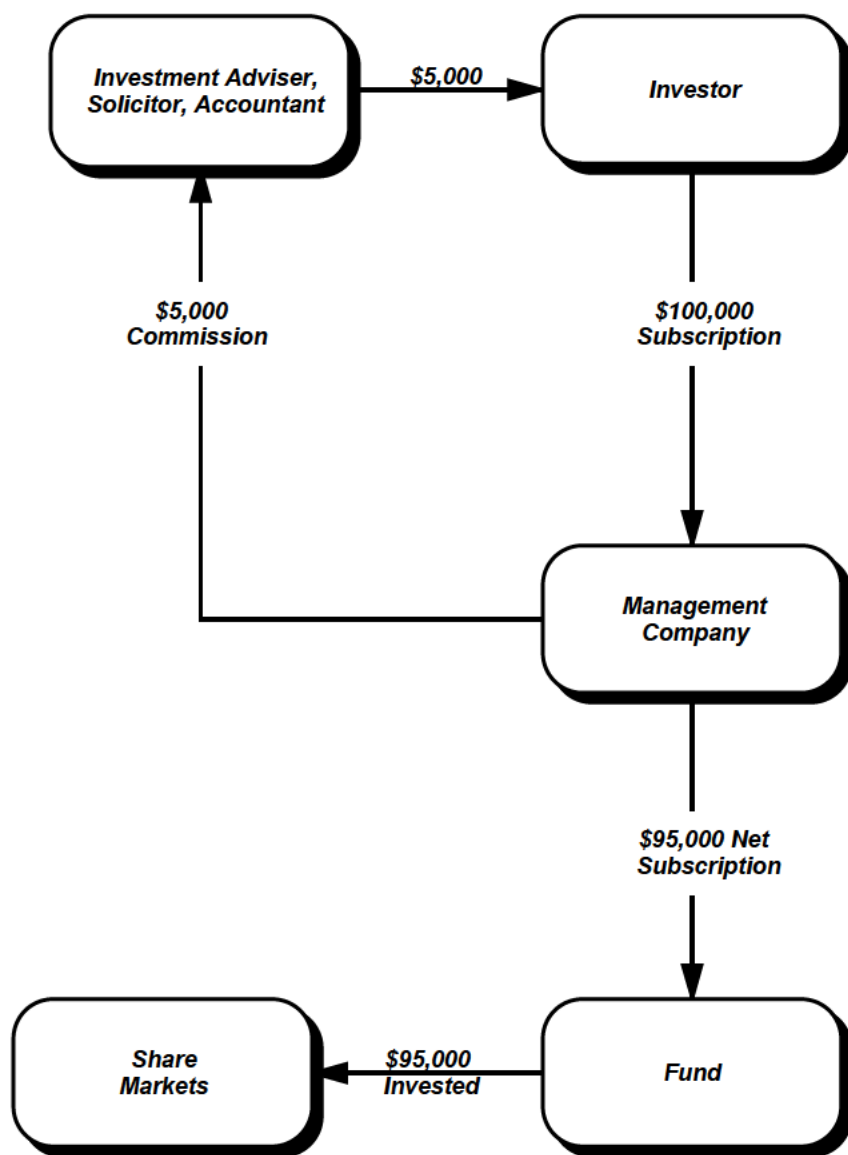 Investment Adviser,
Solicitor, Accountant
$5,000
Investor
$5,000
Commission
$100,000
Subscription
Management
Company
$95,000 Net
Subscription
Share
Markets
$95,000
Invested
Fund